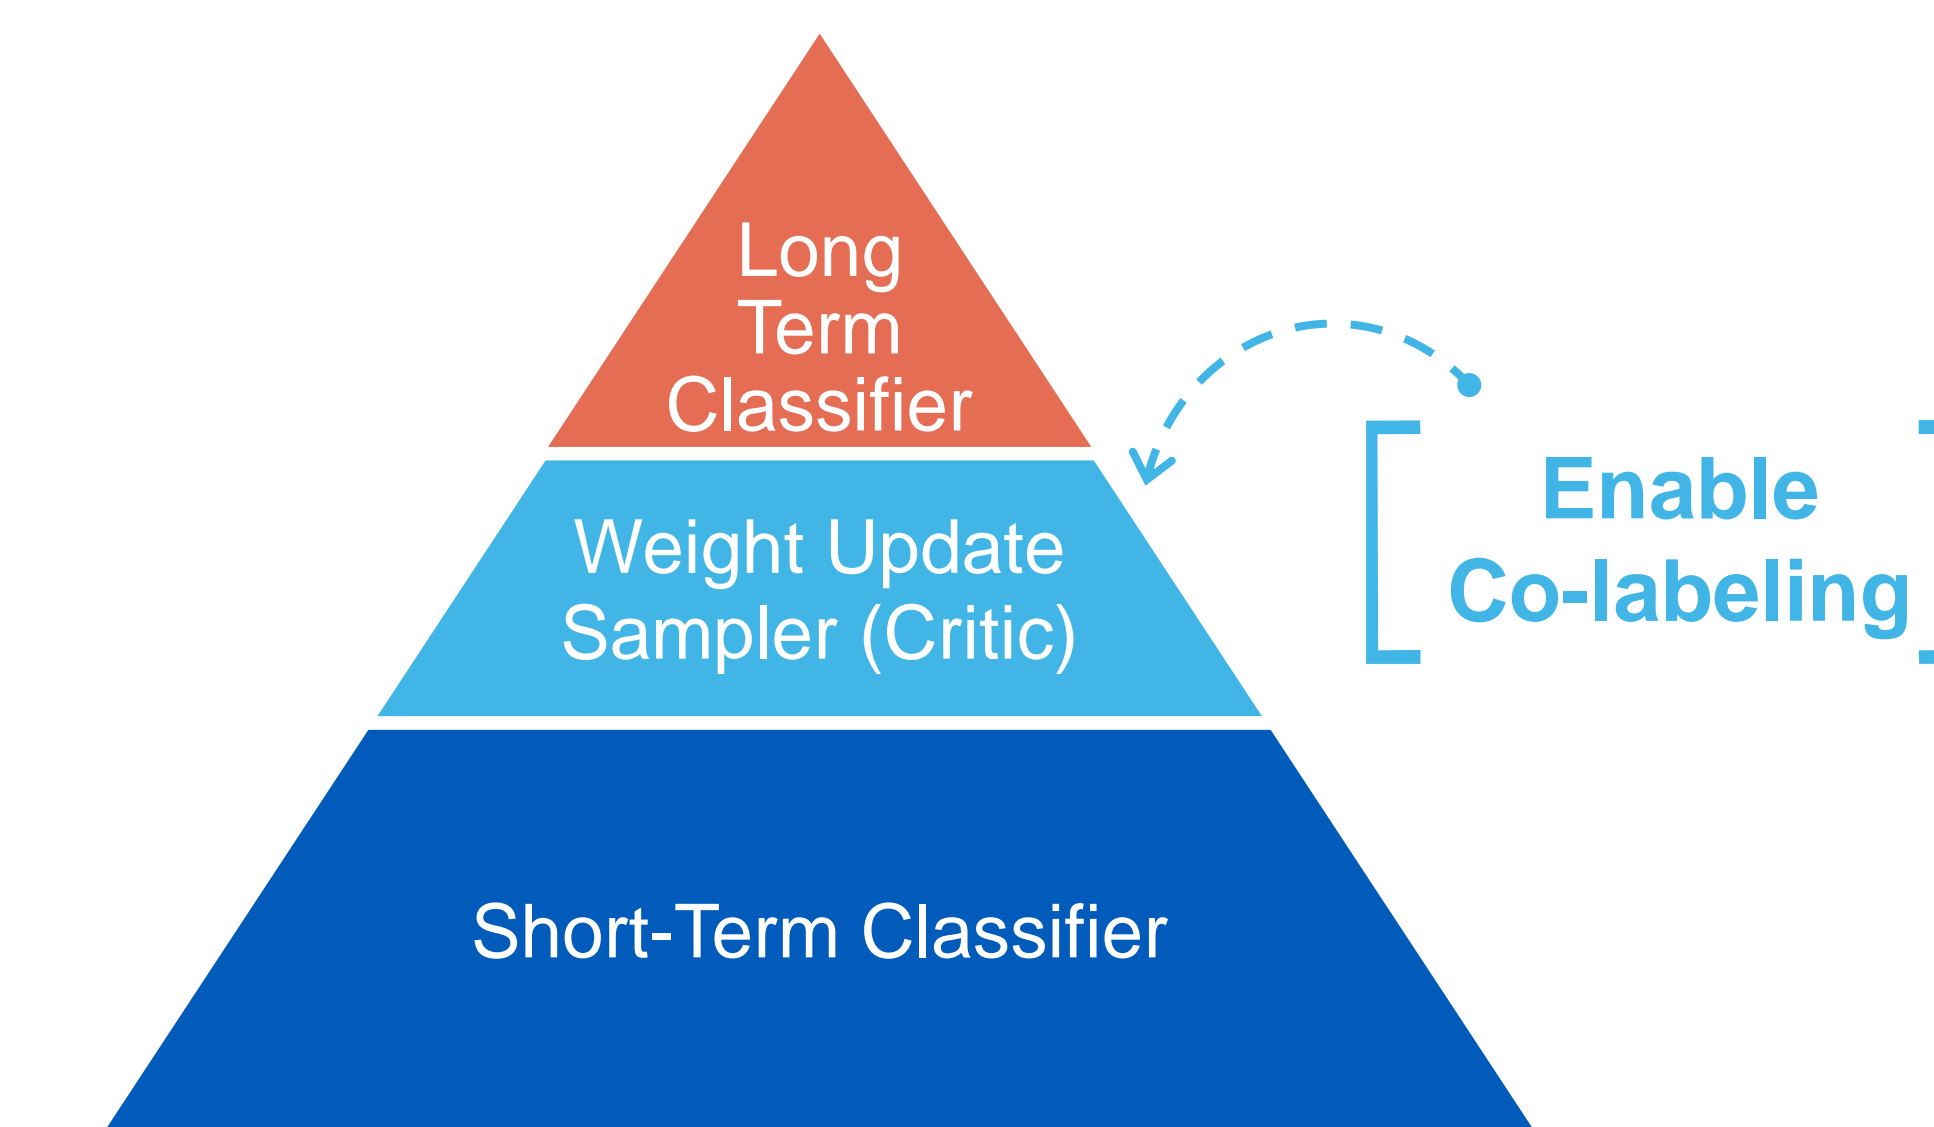 Long
Term
Classifier
Weight Update
Sampler (Critic)
Enable
Co-labeling
Short-Term Classifier